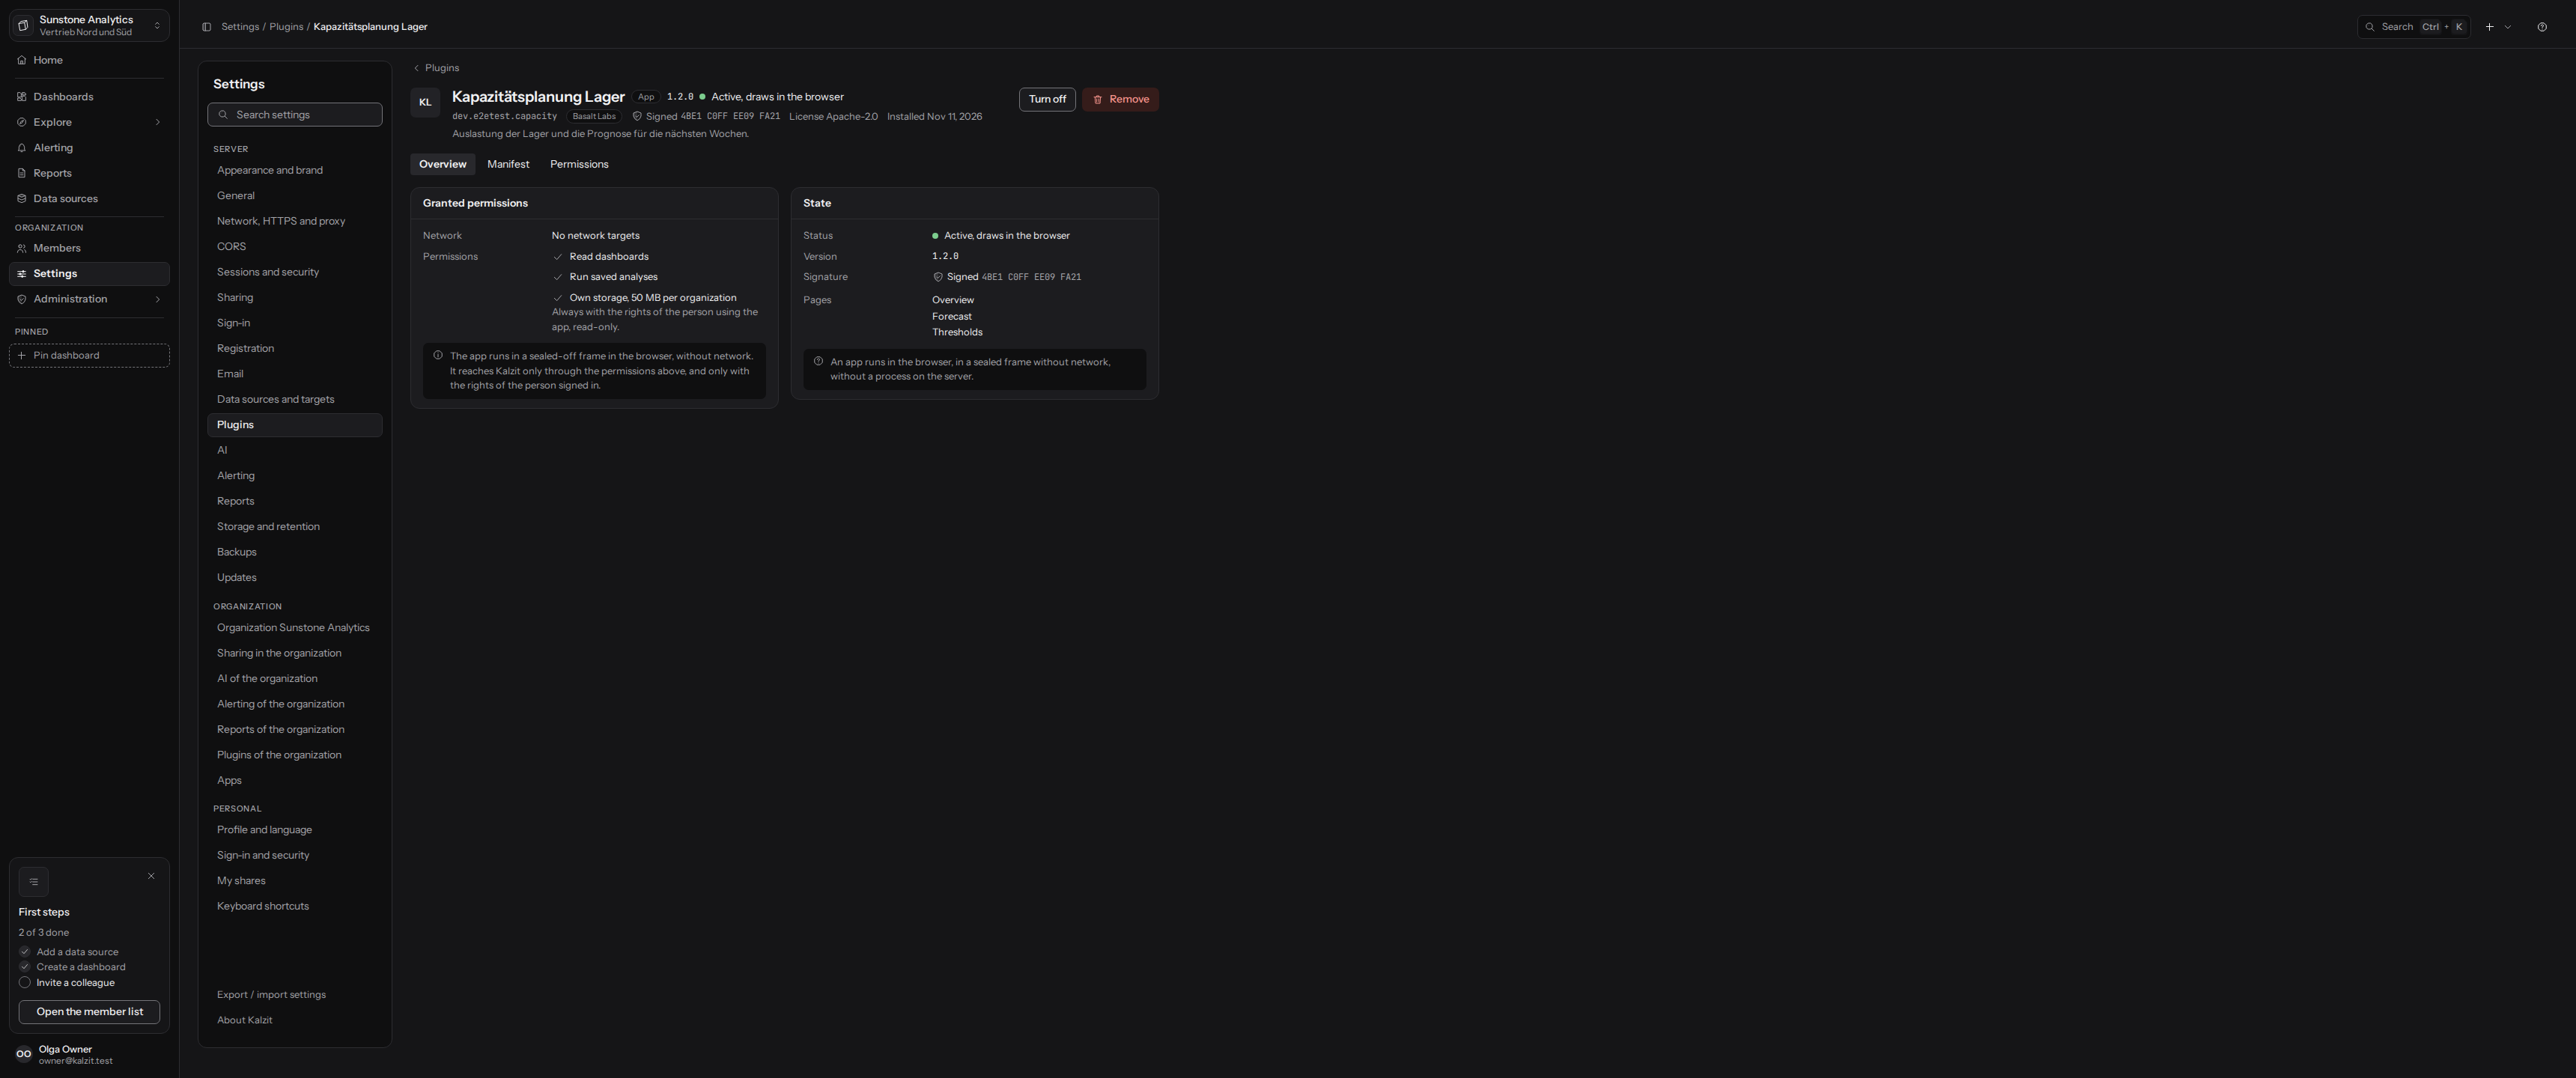 Sunstone Analytics
Vertrieb Nord und Süd
Home
Dashboards
Explore
Alerting
Reports
Data sources
ORGANIZATION
Members
Settings
Administration
PINNED
Pin dashboard
First steps
2 of 3 done
Add a data source
Create a dashboard
Invite a colleague
Open the member list
OO
Olga Owner
owner@kalzit.test
Settings / Plugins / Kapazitätsplanung Lager
Search Ctrl + K
Settings
Search settings
SERVER
Appearance and brand
General
Network, HTTPS and proxy
CORS
Sessions and security
Sharing
Sign-in
Registration
Email
Data sources and targets
Plugins
AI
Alerting
Reports
Storage and retention
Backups
Updates
ORGANIZATION
Organization Sunstone Analytics
Sharing in the organization
AI of the organization
Alerting of the organization
Reports of the organization
Plugins of the organization
Apps
PERSONAL
Profile and language
Sign-in and security
My shares
Keyboard shortcuts
Export / import settings
About Kalzit
Plugins
KL
Kapazitätsplanung Lager App 1.2.0 Active, draws in the browser
dev.e2etest.capacity Basalt Labs Signed 4BE1 C0FF EE09 FA21 License Apache-2.0 Installed Nov 11, 2026
Auslastung der Lager und die Prognose für die nächsten Wochen.
Turn off
Remove
Overview
Manifest
Permissions
Granted permissions
Network No network targets
Permissions Read dashboards
Run saved analyses
Own storage, 50 MB per organization
Always with the rights of the person using the
app, read-only.
The app runs in a sealed-off frame in the browser, without network.
It reaches Kalzit only through the permissions above, and only with
the rights of the person signed in.
State
Status Active, draws in the browser
Version 1.2.0
Signature Signed 4BE1 C0FF EE09 FA21
Pages Overview
Forecast
Thresholds
An app runs in the browser, in a sealed frame without network,
without a process on the server.